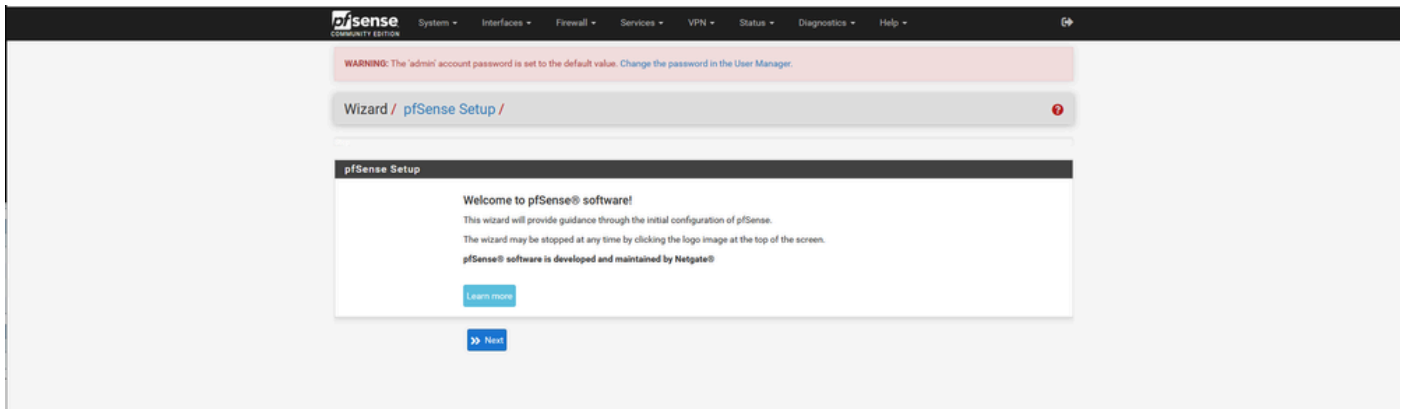 pfsense System Interfaces Firewall Services VPN Status Diagnostics Help
COMMUNITY EDITION
WARNING: The 'admin' account password is set to the default value. Change the password in the User Manager.
Wizard / pfSense Setup /
pfSense Setup
Welcome to pfSense® software!
This wizard will provide guidance through the initial configuration of pfSense.
The wizard may be stopped at any time by clicking the logo image at the top of the screen.
pfSense® software is developed and maintained by Netgate®
Learn more
Next